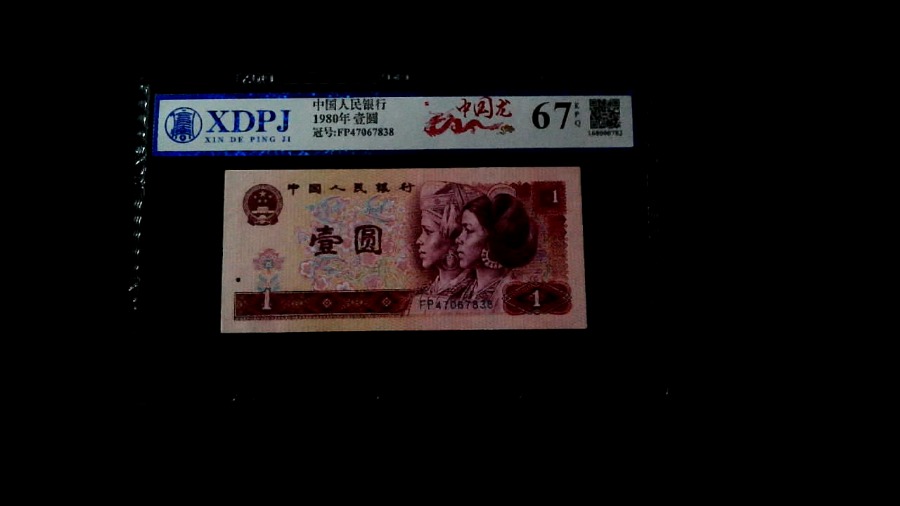 XDPJ
XIN DE PING JI
中国人民银行
1980年 壹圆
冠号:FP47067838
中国龙
67
EPQ
中国人民银行
1
壹圆
1
FP47067838
1